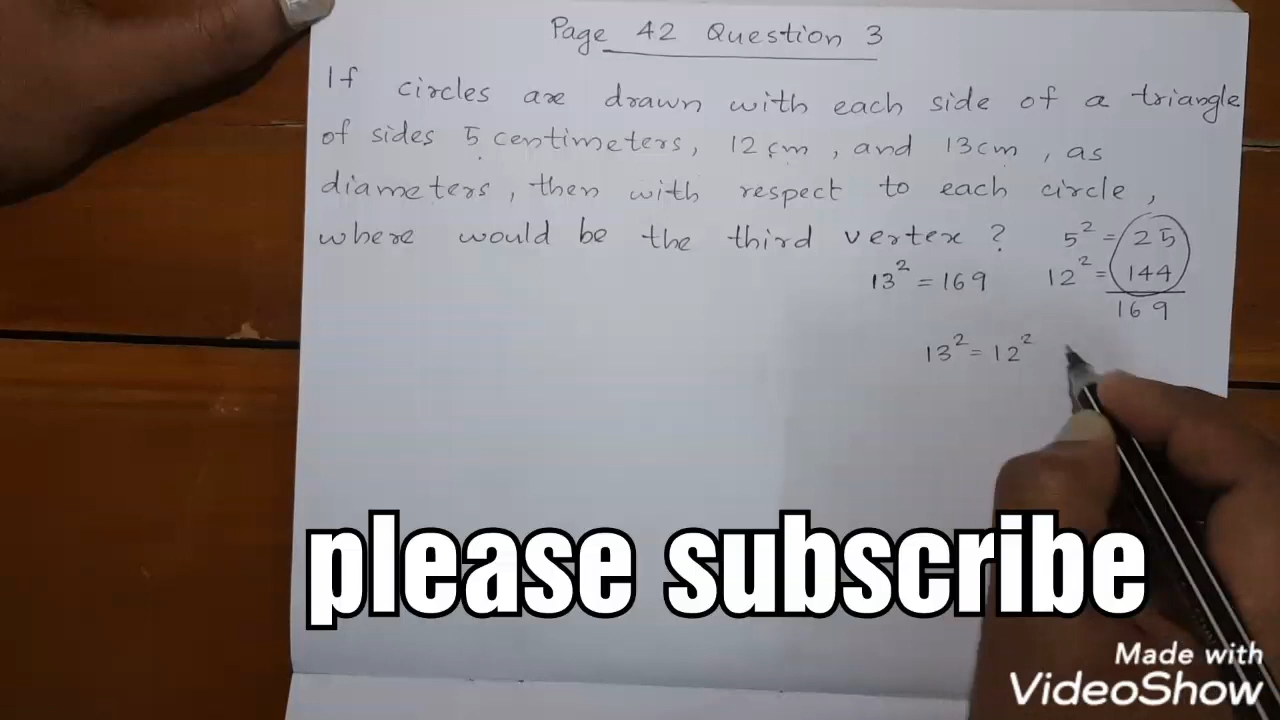 Page 42 Question 3
If circles are drawn with each side of a triangle
of sides 5 centimeters, 12 cm, and 13 cm, as
diameters, then with respect to each circle,
where would be the third vertex?
5² = 25
13² = 169
12² = 144
169
13² = 12²
please subscribe
Made with
VideoShow